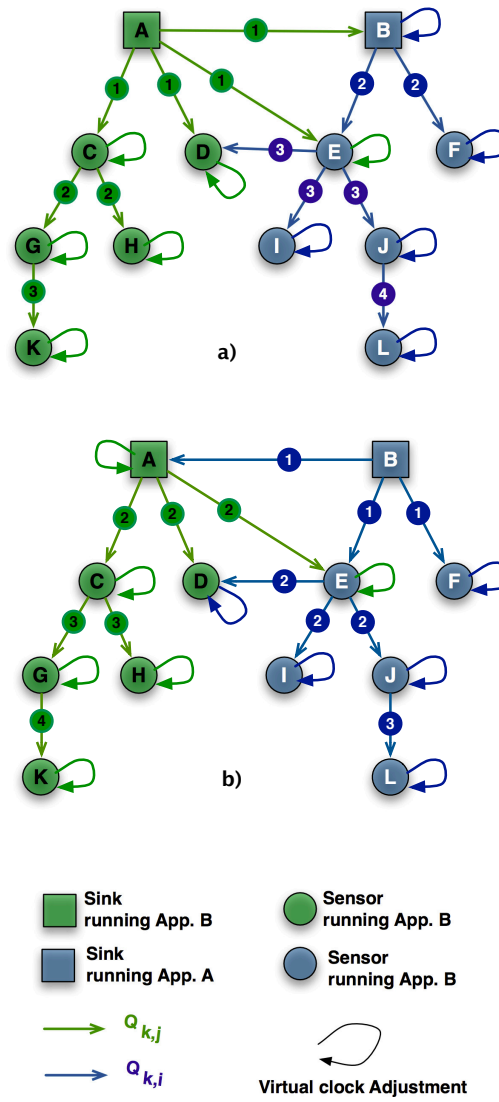 A
1
B
1
1
1
2
2
C
D
3
E
F
2
2
3
3
G
H
I
J
3
4
K
L
a)
A
1
B
2
2
2
1
1
C
D
2
E
F
3
3
2
2
G
H
I
J
4
3
K
L
b)
Sink
running App. B
Sensor
running App. B
Sink
running App. A
Sensor
running App. B
Q k,j
Q k,i
Virtual clock Adjustment